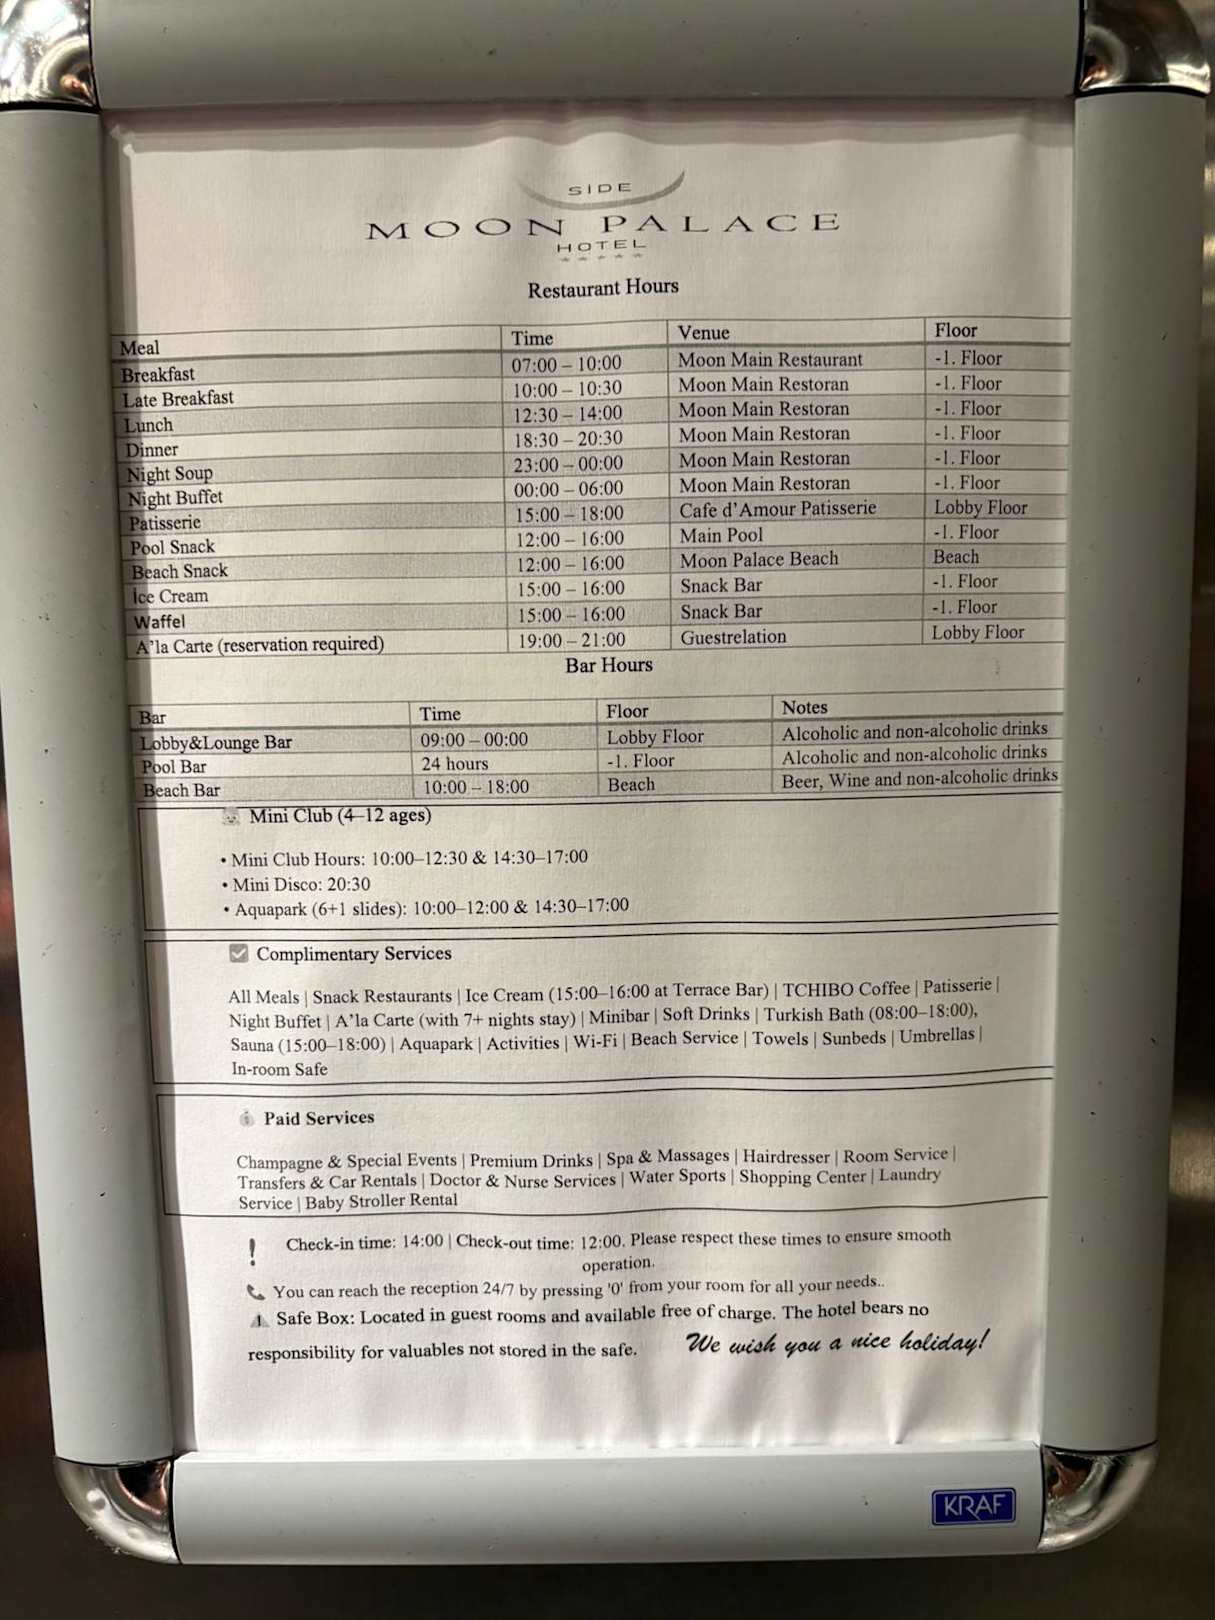 SIDE
MOON PALACE
HOTEL
Restaurant Hours
Meal Time Venue Floor
Breakfast 07:00 – 10:00 Moon Main Restaurant -1. Floor
Late Breakfast 10:00 – 10:30 Moon Main Restoran -1. Floor
Lunch 12:30 – 14:00 Moon Main Restoran -1. Floor
Dinner 18:30 – 20:30 Moon Main Restoran -1. Floor
Night Soup 23:00 – 00:00 Moon Main Restoran -1. Floor
Night Buffet 00:00 – 06:00 Moon Main Restoran -1. Floor
Patisserie 15:00 – 18:00 Cafe d’Amour Patisserie Lobby Floor
Pool Snack 12:00 – 16:00 Main Pool -1. Floor
Beach Snack 12:00 – 16:00 Moon Palace Beach Beach
İce Cream 15:00 – 16:00 Snack Bar -1. Floor
Waffel 15:00 – 16:00 Snack Bar -1. Floor
A’la Carte (reservation required) 19:00 – 21:00 Guestrelation Lobby Floor
Bar Hours
Bar Time Floor Notes
Lobby&Lounge Bar 09:00 – 00:00 Lobby Floor Alcoholic and non-alcoholic drinks
Pool Bar 24 hours -1. Floor Alcoholic and non-alcoholic drinks
Beach Bar 10:00 – 18:00 Beach Beer, Wine and non-alcoholic drinks
Mini Club (4–12 ages)
• Mini Club Hours: 10:00–12:30 & 14:30–17:00
• Mini Disco: 20:30
• Aquapark (6+1 slides): 10:00–12:00 & 14:30–17:00
Complimentary Services
All Meals | Snack Restaurants | Ice Cream (15:00–16:00 at Terrace Bar) | TCHIBO Coffee | Patisserie |
Night Buffet | A’la Carte (with 7+ nights stay) | Minibar | Soft Drinks | Turkish Bath (08:00–18:00),
Sauna (15:00–18:00) | Aquapark | Activities | Wi-Fi | Beach Service | Towels | Sunbeds | Umbrellas |
In-room Safe
Paid Services
Champagne & Special Events | Premium Drinks | Spa & Massages | Hairdresser | Room Service |
Transfers & Car Rentals | Doctor & Nurse Services | Water Sports | Shopping Center | Laundry
Service | Baby Stroller Rental
Check-in time: 14:00 | Check-out time: 12:00. Please respect these times to ensure smooth
operation.
You can reach the reception 24/7 by pressing '0' from your room for all your needs..
Safe Box: Located in guest rooms and available free of charge. The hotel bears no
responsibility for valuables not stored in the safe. We wish you a nice holiday!
KRAF